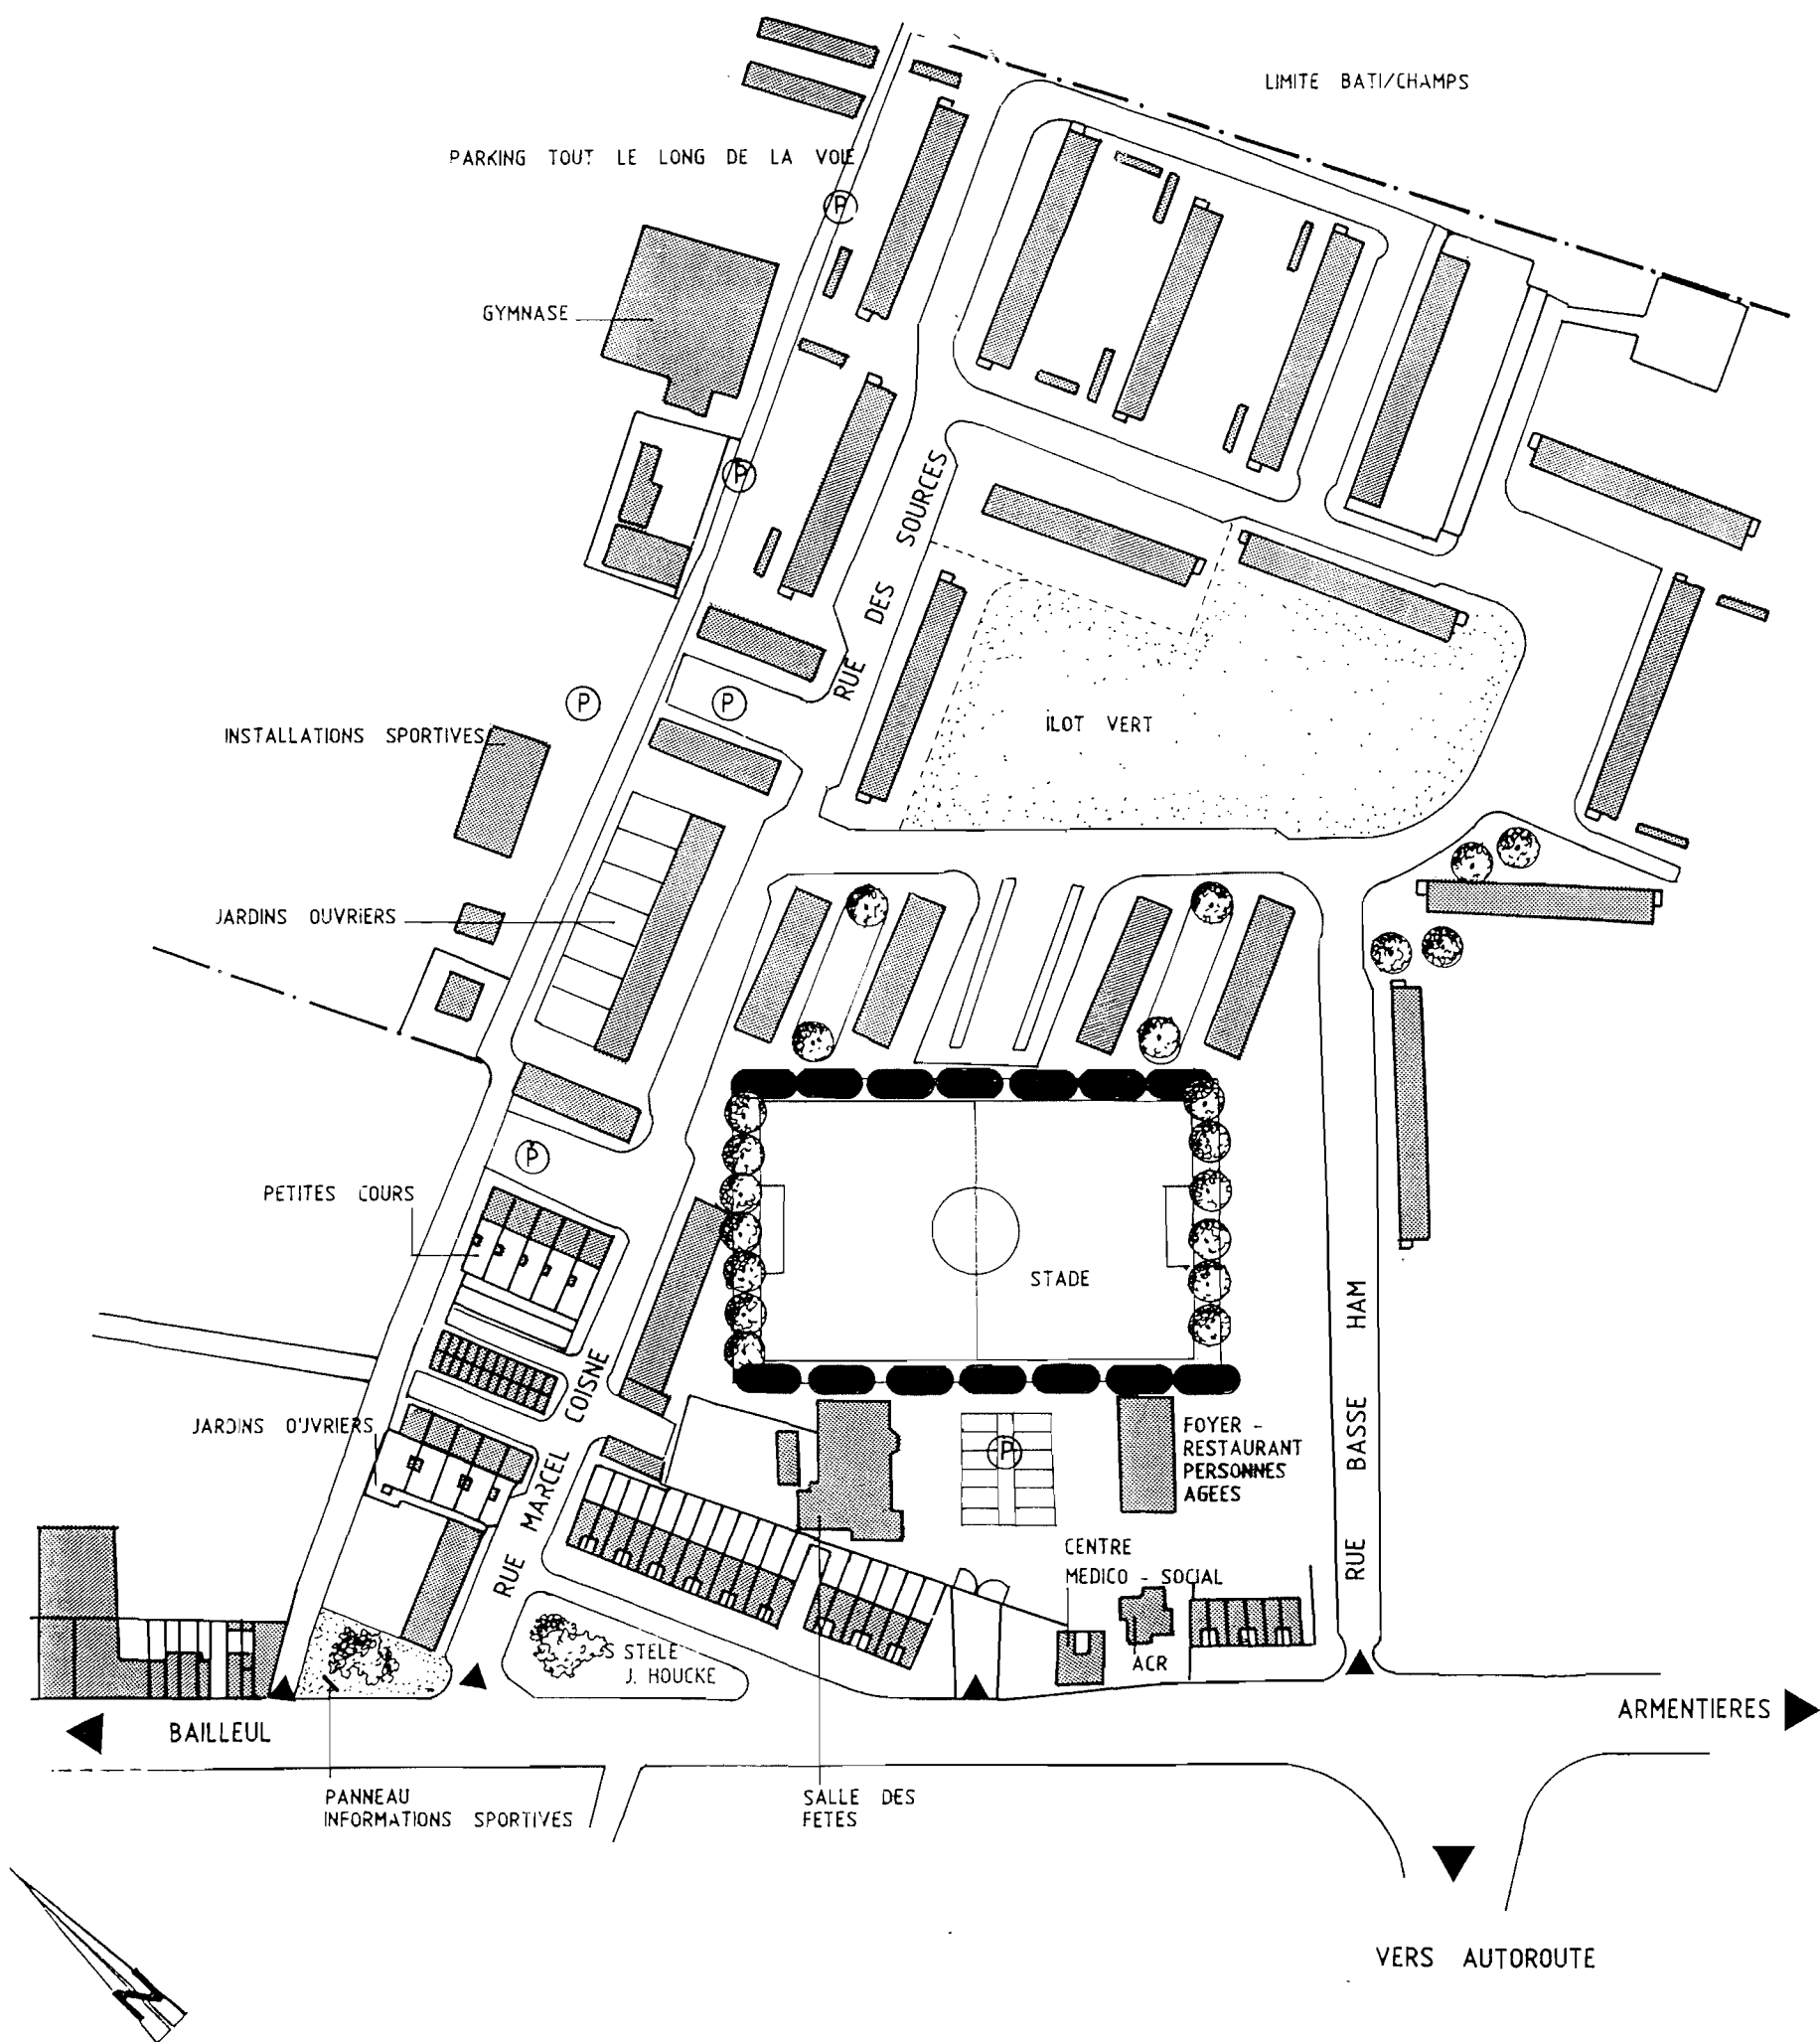 LIMITE BATI/CHAMPS
PARKING TOUT LE LONG DE LA VOIE
P
GYMNASE
P
RUE DES SOURCES
P
P
INSTALLATIONS SPORTIVES
ILOT VERT
JARDINS OUVRIERS
P
PETITES COURS
STADE
RUE BASSE HAM
JARDINS OUVRIERS
RUE MARCEL COISNE
P
FOYER -
RESTAURANT
PERSONNES
AGEES
CENTRE
MEDICO - SOCIAL
STELE
J. HOUCKE
ACR
BAILLEUL
ARMENTIERES
PANNEAU
INFORMATIONS SPORTIVES
SALLE DES
FETES
VERS AUTOROUTE
N